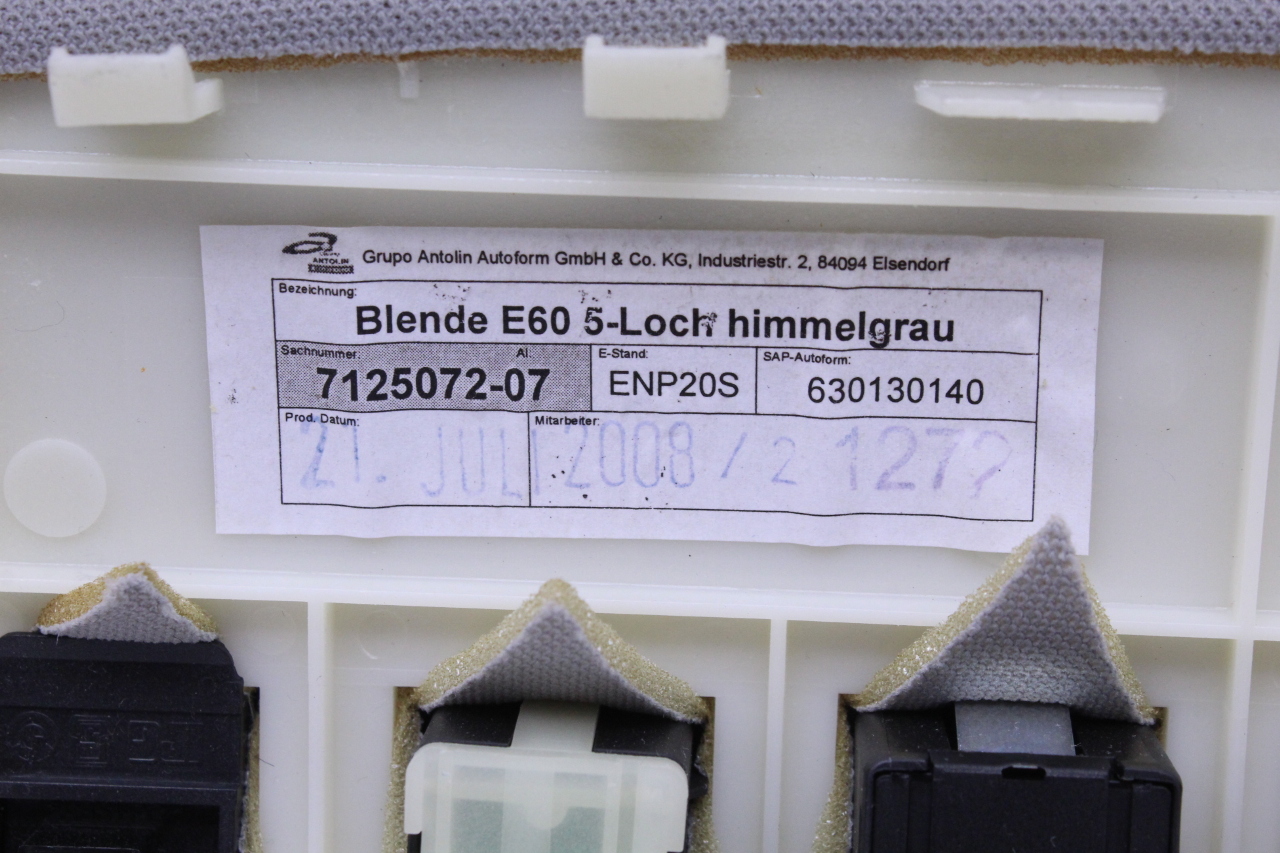 ANTOLIN
Grupo Antolin Autoform GmbH & Co. KG, Industriestr. 2, 84094 Elsendorf
Bezeichnung:
Blende E60 5-Loch himmelgrau
Sachnummer: AI
7125072-07
E-Stand:
ENP20S
SAP-Autoform:
630130140
Prod. Datum:
Mitarbeiter:
21. JULI 2008 / 2 127?